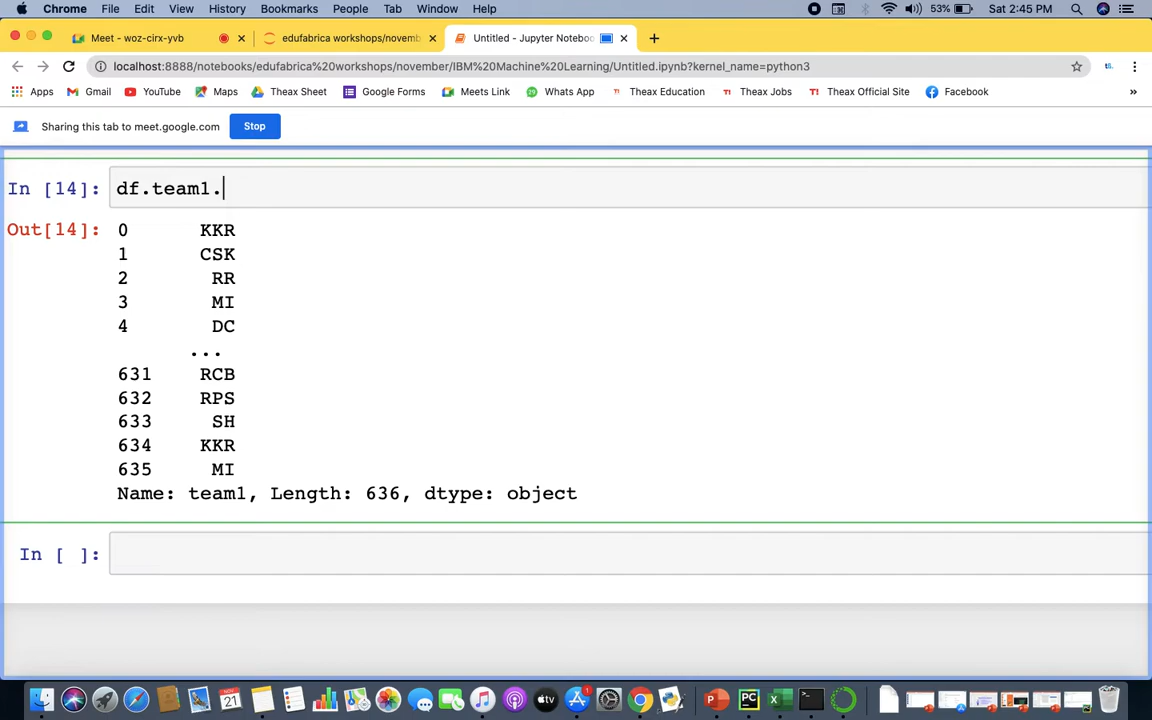 Chrome File Edit View History Bookmarks People Tab Window Help 53% Sat 2:45 PM
Meet - woz-cirx-yvb edufabrica workshops/novemb Untitled - Jupyter Noteboo
localhost:8888/notebooks/edufabrica%20workshops/november/IBM%20Machine%20Learning/Untitled.ipynb?kernel_name=python3
Apps Gmail YouTube Maps Theax Sheet Google Forms Meets Link Whats App Theax Education Theax Jobs Theax Official Site Facebook »
Sharing this tab to meet.google.com Stop
In [14]: df.team1.
Out[14]: 0 KKR
1 CSK
2 RR
3 MI
4 DC
...
631 RCB
632 RPS
633 SH
634 KKR
635 MI
Name: team1, Length: 636, dtype: object
In [ ]: